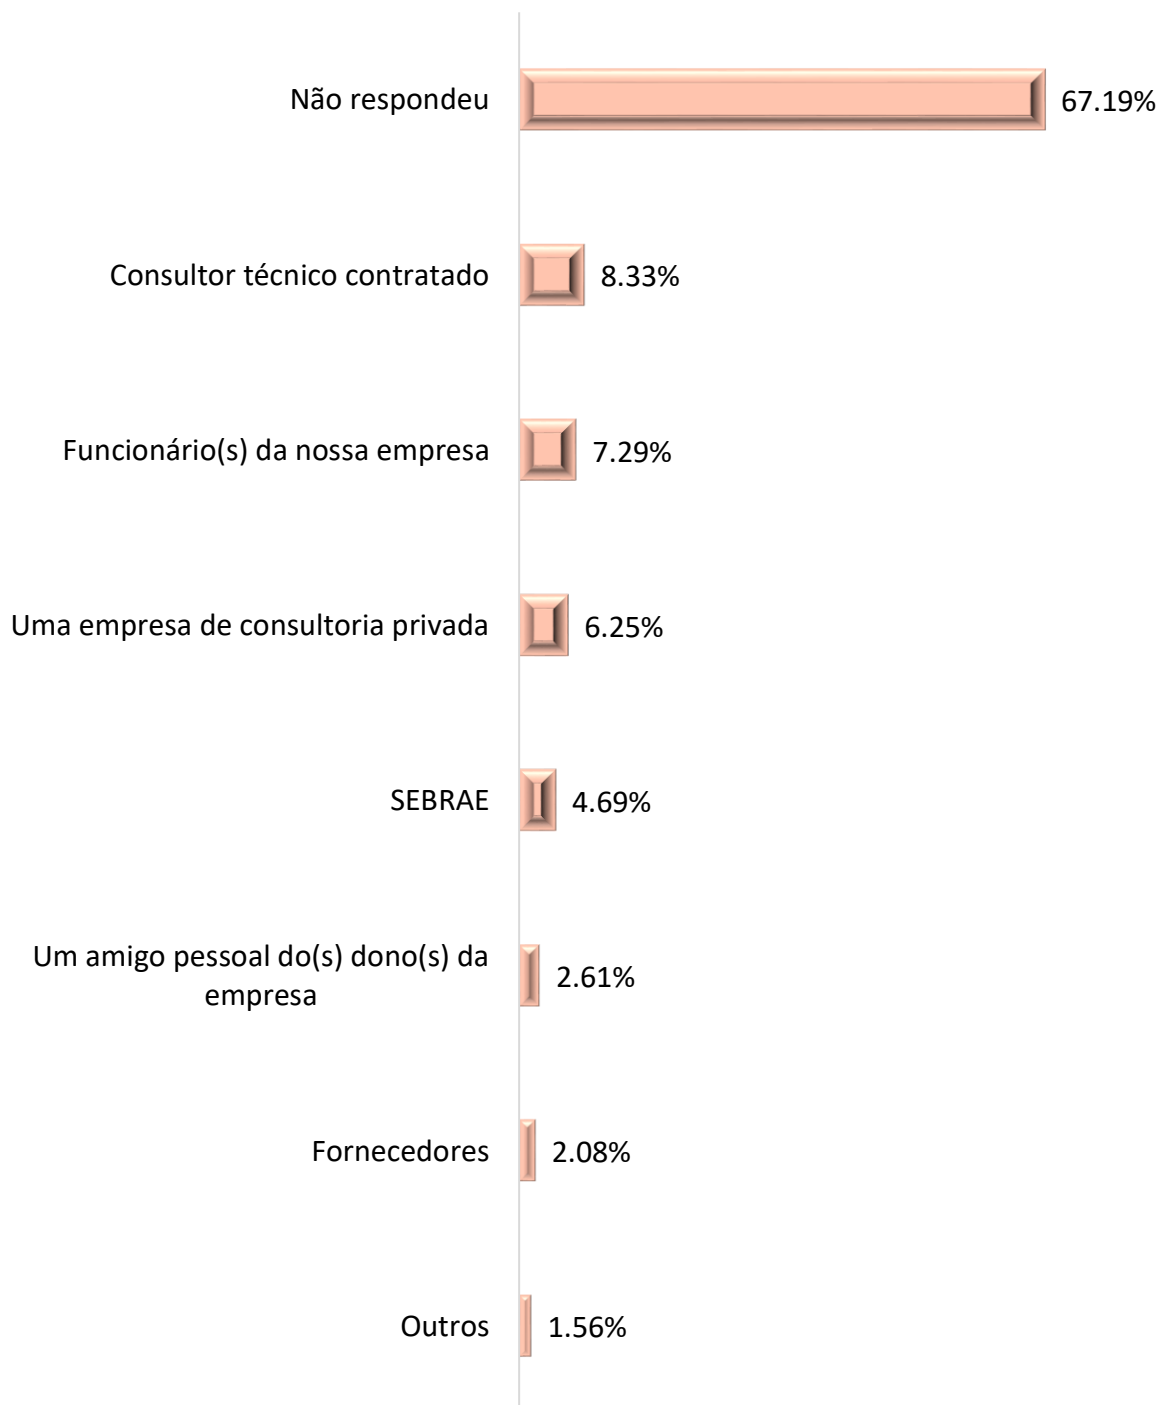 Não respondeu
67.19%
Consultor técnico contratado
8.33%
Funcionário(s) da nossa empresa
7.29%
Uma empresa de consultoria privada
6.25%
SEBRAE
4.69%
Um amigo pessoal do(s) dono(s) da
empresa
2.61%
Fornecedores
2.08%
Outros
1.56%